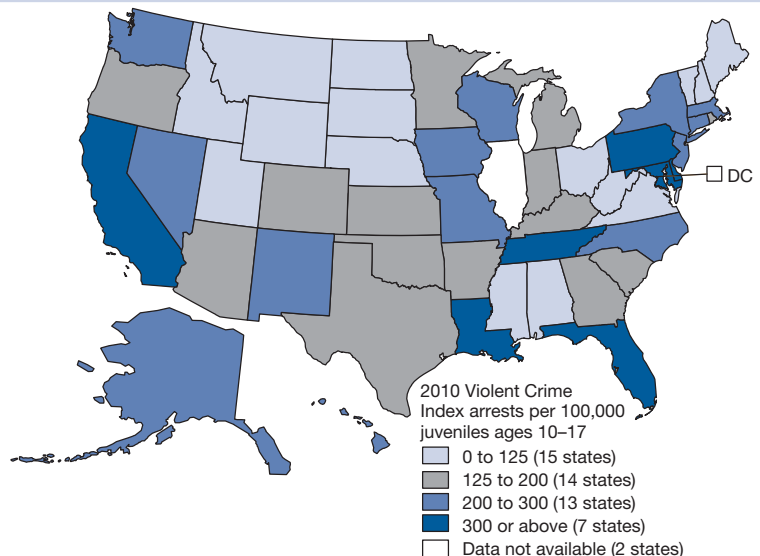 DC
2010 Violent Crime
Index arrests per 100,000
juveniles ages 10–17
0 to 125 (15 states)
125 to 200 (14 states)
200 to 300 (13 states)
300 or above (7 states)
Data not available (2 states)